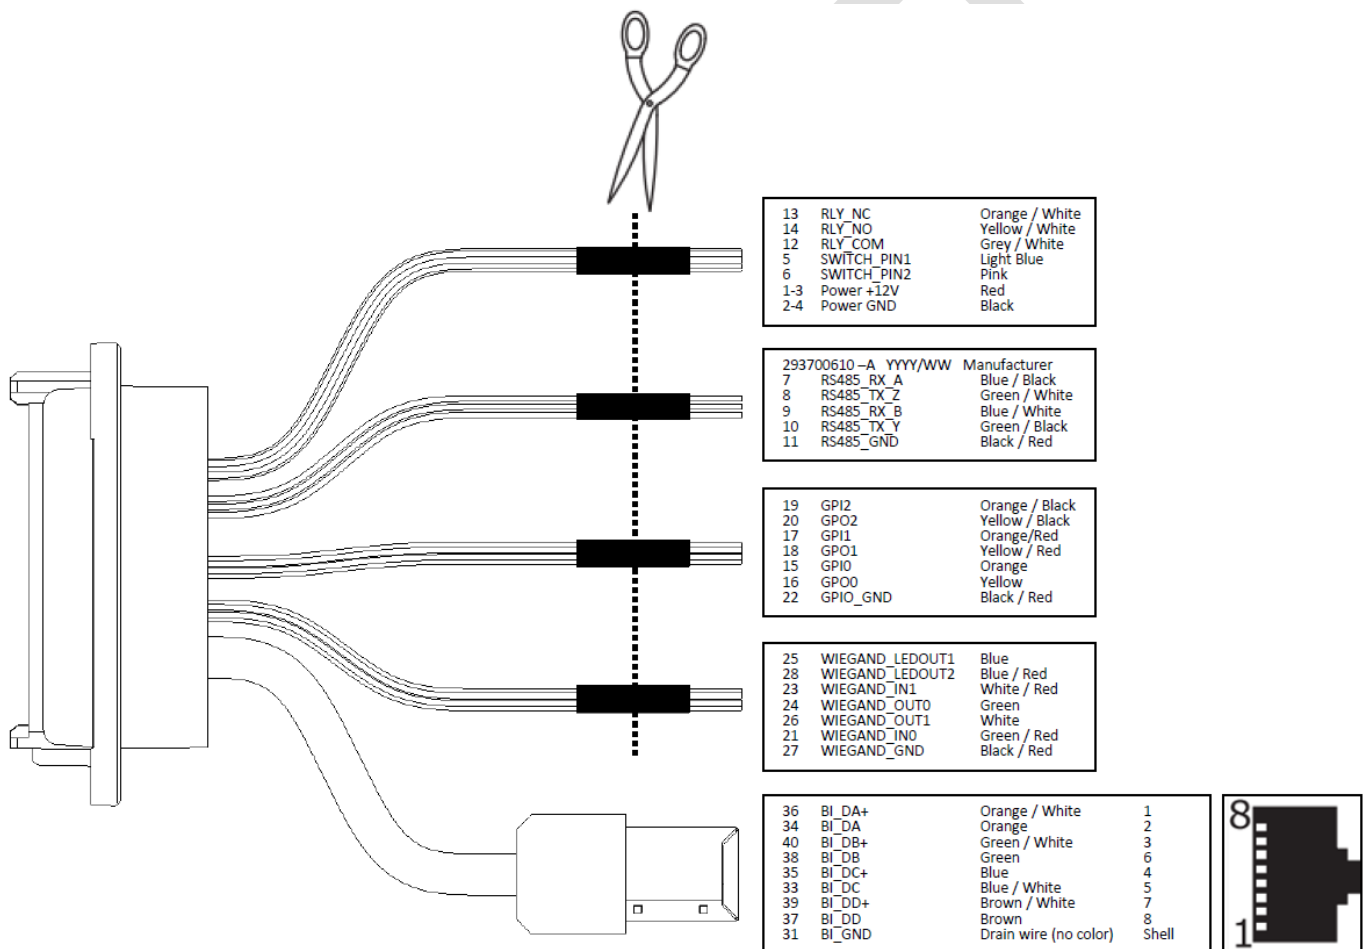 13 RLY_NC Orange / White
14 RLY_NO Yellow / White
12 RLY_COM Grey / White
5 SWITCH_PIN1 Light Blue
6 SWITCH_PIN2 Pink
1-3 Power +12V Red
2-4 Power GND Black
293700610 –A YYYY/WW Manufacturer
7 RS485_RX_A Blue / Black
8 RS485_TX_Z Green / White
9 RS485_RX_B Blue / White
10 RS485_TX_Y Green / Black
11 RS485_GND Black / Red
19 GPI2 Orange / Black
20 GPO2 Yellow / Black
17 GPI1 Orange/Red
18 GPO1 Yellow / Red
15 GPI0 Orange
16 GPO0 Yellow
22 GPIO_GND Black / Red
25 WIEGAND_LEDOUT1 Blue
28 WIEGAND_LEDOUT2 Blue / Red
23 WIEGAND_IN1 White / Red
24 WIEGAND_OUT0 Green
26 WIEGAND_OUT1 White
21 WIEGAND_IN0 Green / Red
27 WIEGAND_GND Black / Red
36 BI_DA+ Orange / White 1
34 BI_DA Orange 2
40 BI_DB+ Green / White 3
38 BI_DB Green 6
35 BI_DC+ Blue 4
33 BI_DC Blue / White 5
39 BI_DD+ Brown / White 7
37 BI_DD Brown 8
31 BI_GND Drain wire (no color) Shell
8
1